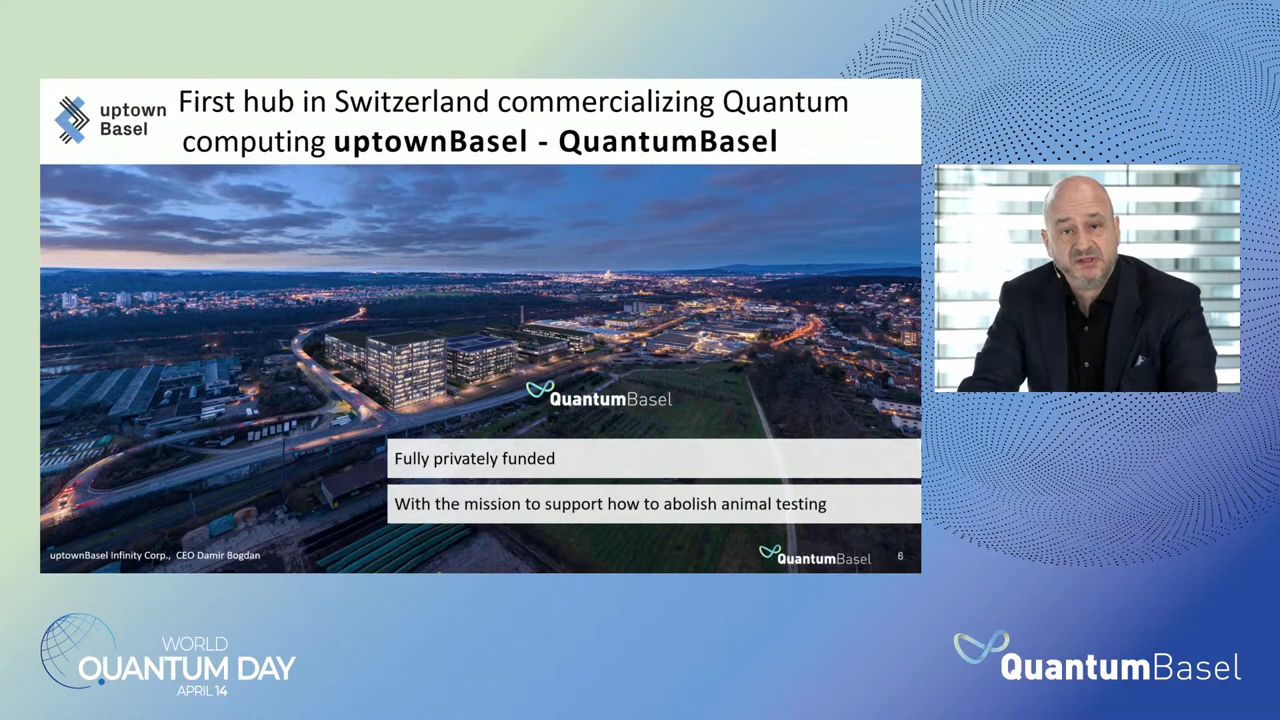 uptown
Basel
First hub in Switzerland commercializing Quantum
computing uptownBasel - QuantumBasel
QuantumBasel
Fully privately funded
With the mission to support how to abolish animal testing
uptownBasel Infinity Corp., CEO Damir Bogdan
QuantumBasel
6
WORLD
QUANTUM DAY
APRIL 14
QuantumBasel